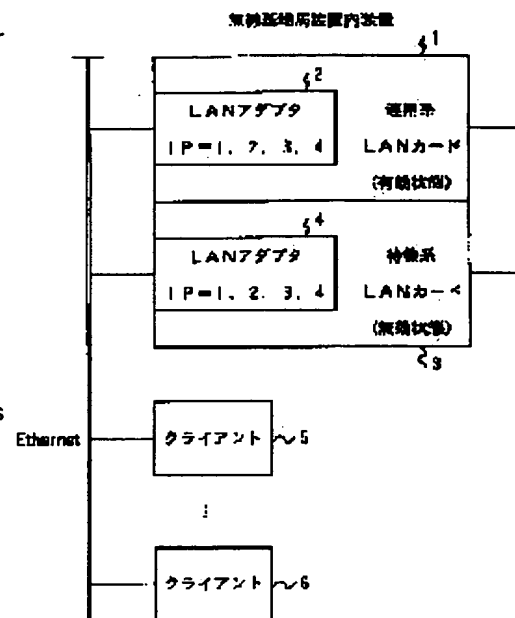 無線基地局装置内装置
1
2
LANアダプタ
IP=1, 2, 3, 4
運用系
LANカード
(有効状態)
4
LANアダプタ
IP=1, 2. 3, 4
待機系
LANカード
(無効状態)
3
Ethernet
クライアント
5
クライアント
6